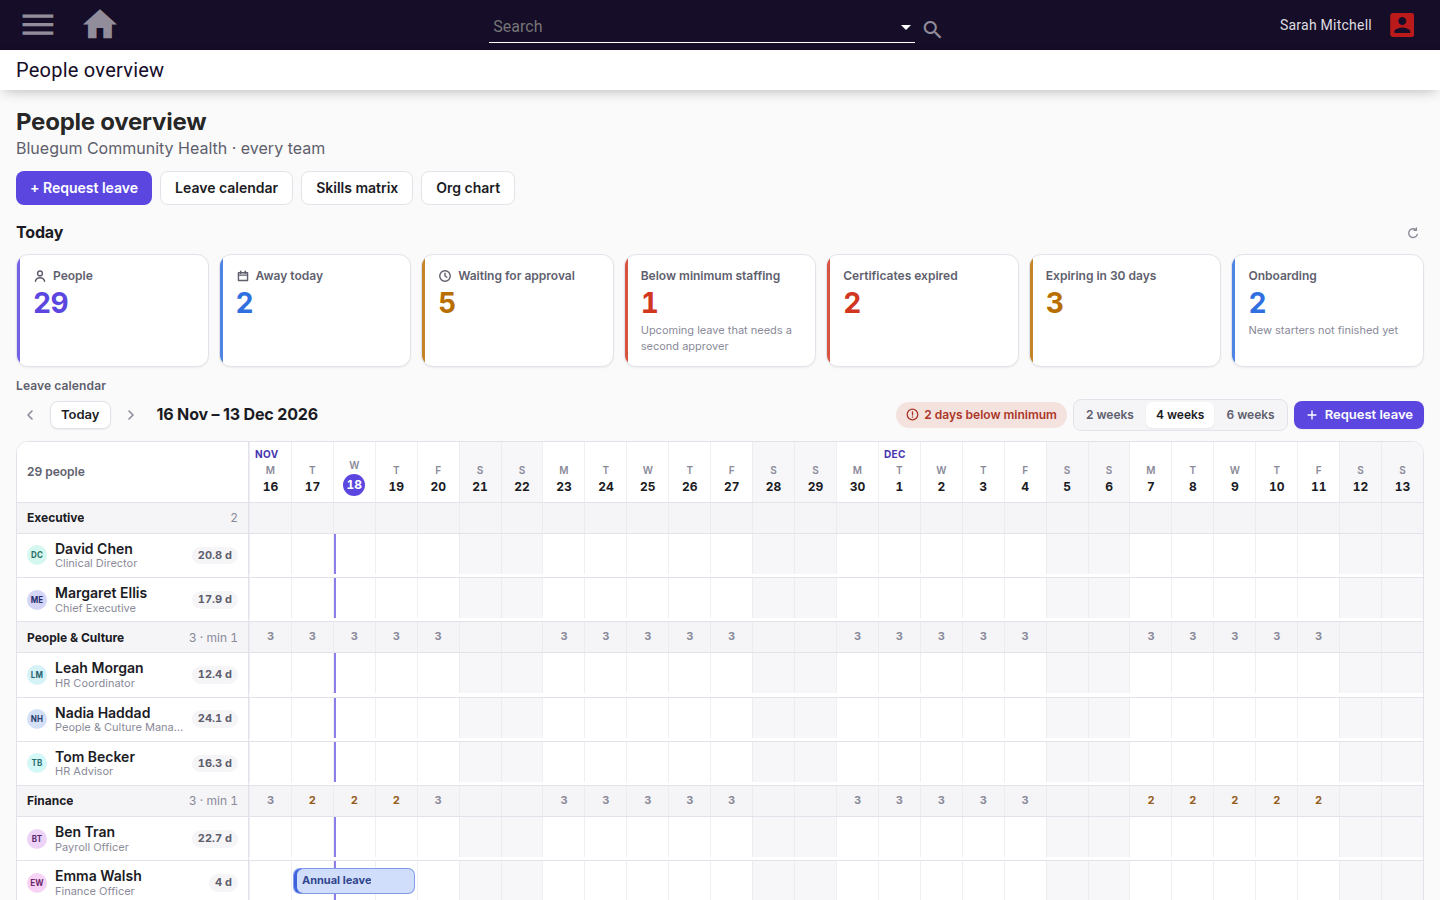 Search
Sarah Mitchell
People overview
People overview
Bluegum Community Health · every team
+ Request leave
Leave calendar
Skills matrix
Org chart
Today
People
29
Away today
2
Waiting for approval
5
Below minimum staffing
1
Upcoming leave that needs a
second approver
Certificates expired
2
Expiring in 30 days
3
Onboarding
2
New starters not finished yet
Leave calendar
Today
16 Nov – 13 Dec 2026
2 days below minimum
2 weeks
4 weeks
6 weeks
+ Request leave
29 people
NOV DEC
M T W T F S S M T W T F S S M T W T F S S M T W T F S S
16 17 18 19 20 21 22 23 24 25 26 27 28 29 30 1 2 3 4 5 6 7 8 9 10 11 12 13
Executive 2
DC David Chen 20.8 d
Clinical Director
ME Margaret Ellis 17.9 d
Chief Executive
People & Culture 3 · min 1 3 3 3 3 3 3 3 3 3 3 3 3 3 3 3 3 3 3 3 3
LM Leah Morgan 12.4 d
HR Coordinator
NH Nadia Haddad 24.1 d
People & Culture Mana...
TB Tom Becker 16.3 d
HR Advisor
Finance 3 · min 1 3 2 2 2 3 3 3 3 3 3 3 3 3 3 3 2 2 2 2 2
BT Ben Tran 22.7 d
Payroll Officer
EW Emma Walsh 4 d Annual leave
Finance Officer